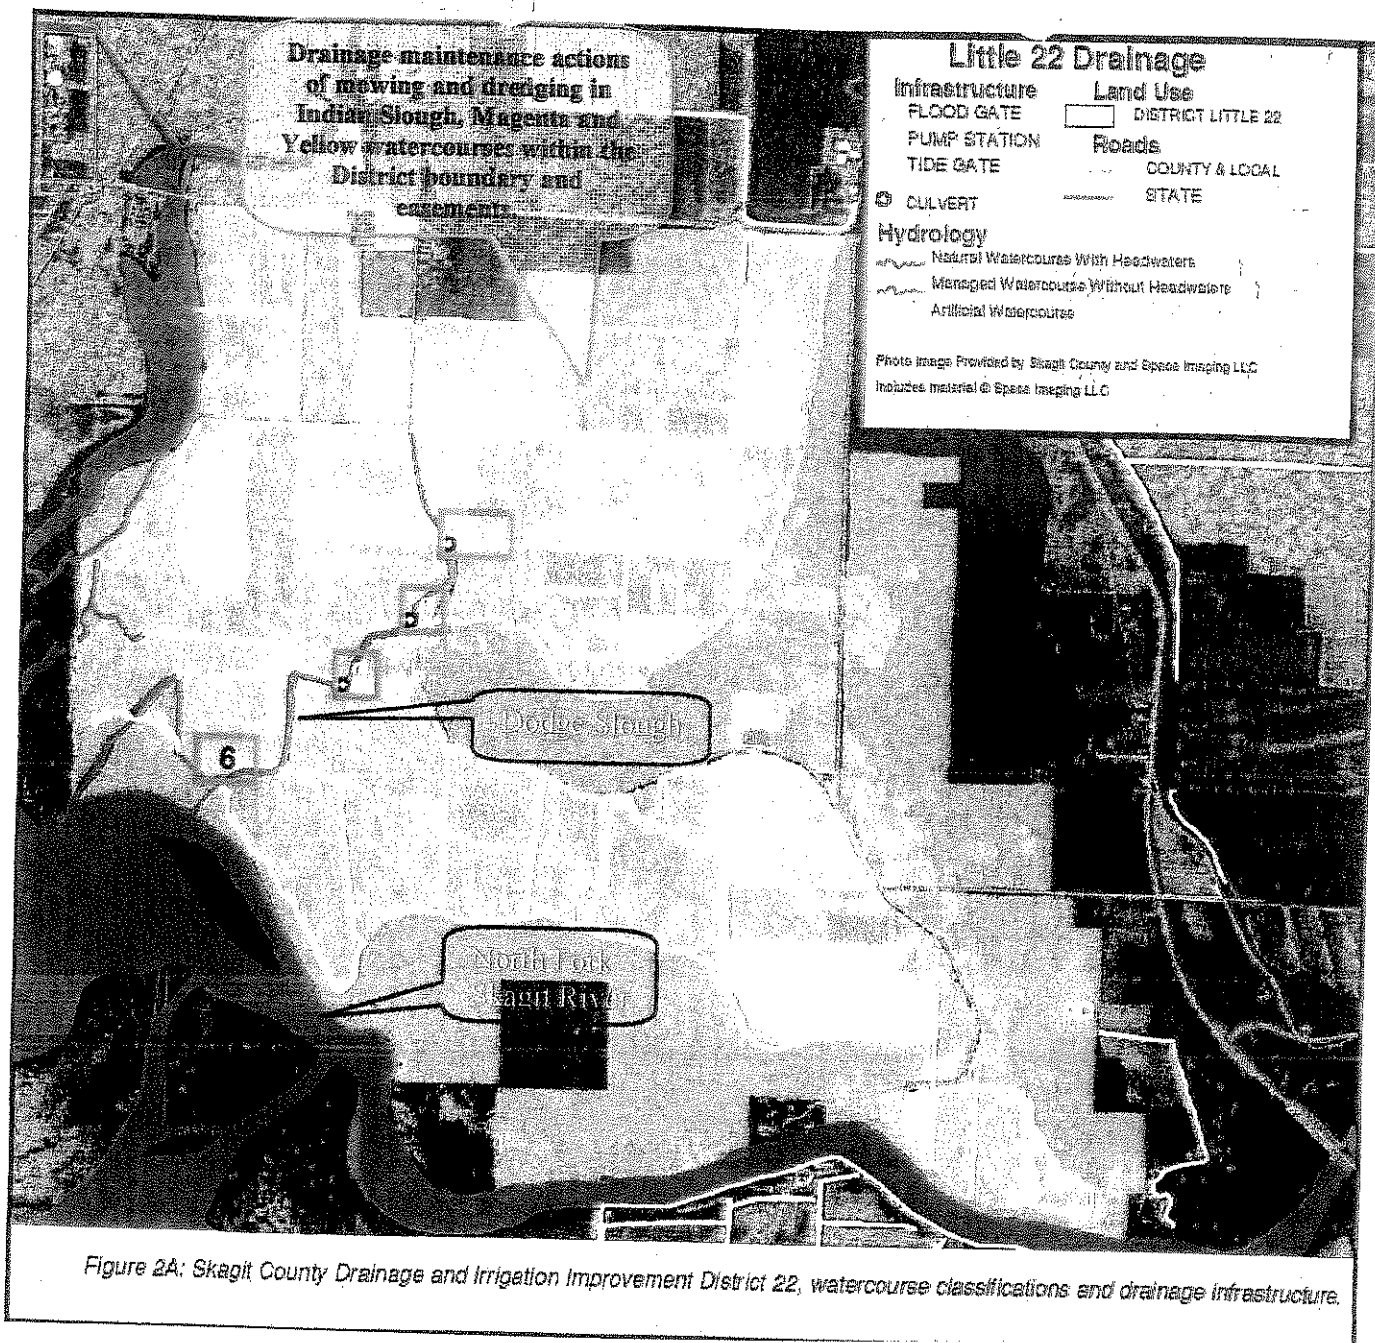 Drainage maintenance actions
of mowing and dredging in
Indian Slough, Magenta and
Yellow watercourses within the
District boundary and
easements.
Little 22 Drainage
Infrastructure
FLOOD GATE
PUMP STATION
TIDE GATE
CULVERT
Land Use
DISTRICT LITTLE 22
Roads
COUNTY & LOCAL
STATE
Hydrology
Natural Watercourse With Headwaters
Managed Watercourse Without Headwaters
Artificial Watercourse
Photo Image Provided by Skagit County and Space Imaging LLC
Includes material © Space Imaging LLC
Dodge Slough
6
North Fork
Skagit River
Figure 2A: Skagit County Drainage and Irrigation Improvement District 22, watercourse classifications and drainage infrastructure.